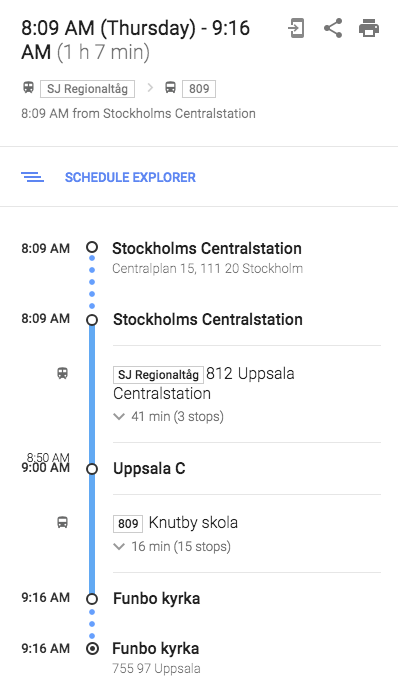 8:09 AM (Thursday) - 9:16
AM (1 h 7 min)
SJ Regionaltåg 809
8:09 AM from Stockholms Centralstation
SCHEDULE EXPLORER
8:09 AM Stockholms Centralstation
Centralplan 15, 111 20 Stockholm
8:09 AM Stockholms Centralstation
SJ Regionaltåg 812 Uppsala
Centralstation
41 min (3 stops)
8:50 AM
9:00 AM Uppsala C
809 Knutby skola
16 min (15 stops)
9:16 AM Funbo kyrka
9:16 AM Funbo kyrka
755 97 Uppsala